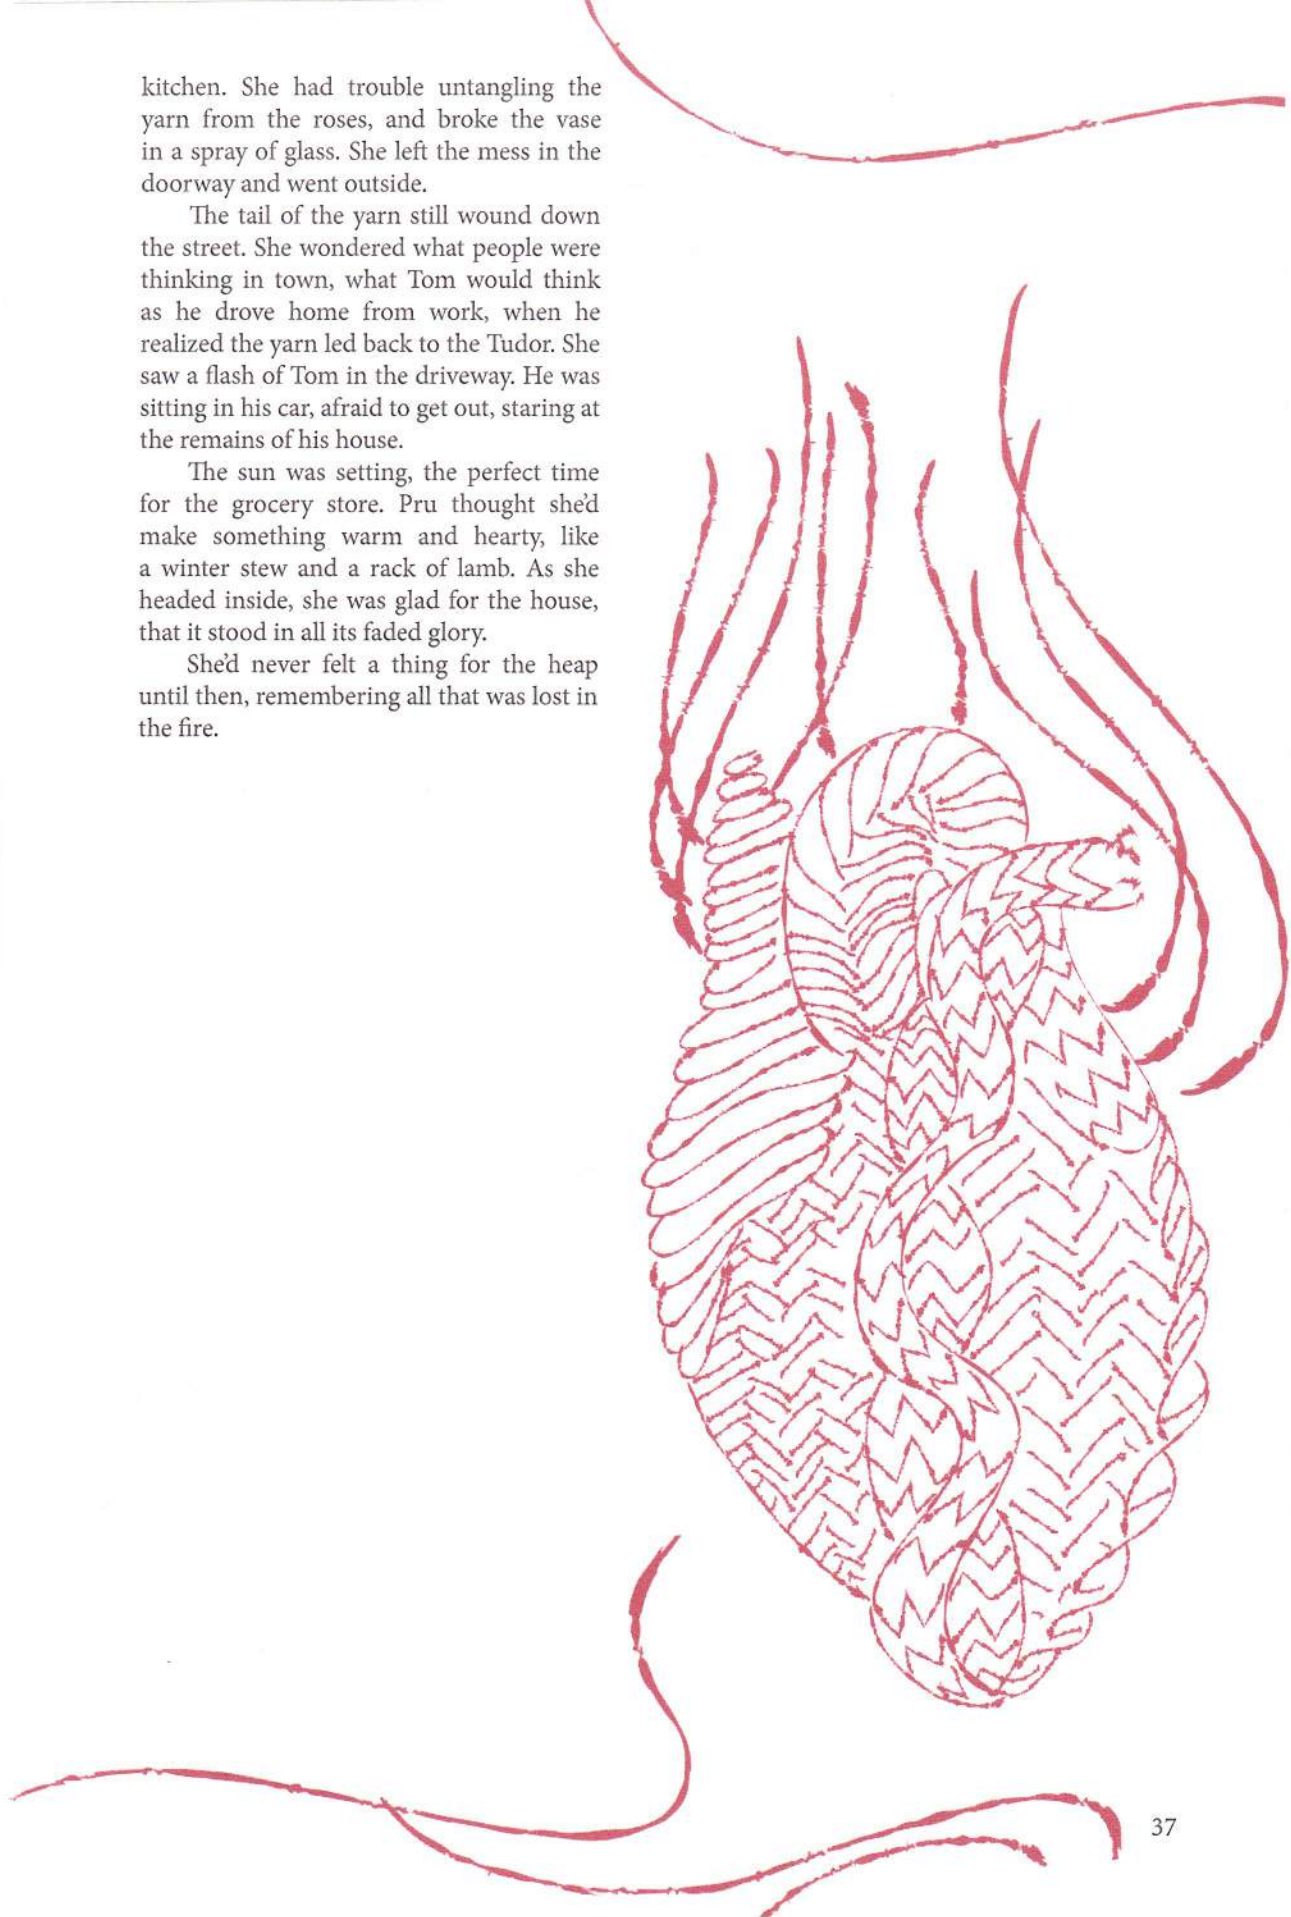 kitchen. She had trouble untangling the
yarn from the roses, and broke the vase
in a spray of glass. She left the mess in the
doorway and went outside.
The tail of the yarn still wound down
the street. She wondered what people were
thinking in town, what Tom would think
as he drove home from work, when he
realized the yarn led back to the Tudor. She
saw a flash of Tom in the driveway. He was
sitting in his car, afraid to get out, staring at
the remains of his house.
The sun was setting, the perfect time
for the grocery store. Pru thought she'd
make something warm and hearty, like
a winter stew and a rack of lamb. As she
headed inside, she was glad for the house,
that it stood in all its faded glory.
She'd never felt a thing for the heap
until then, remembering all that was lost in
the fire.
37